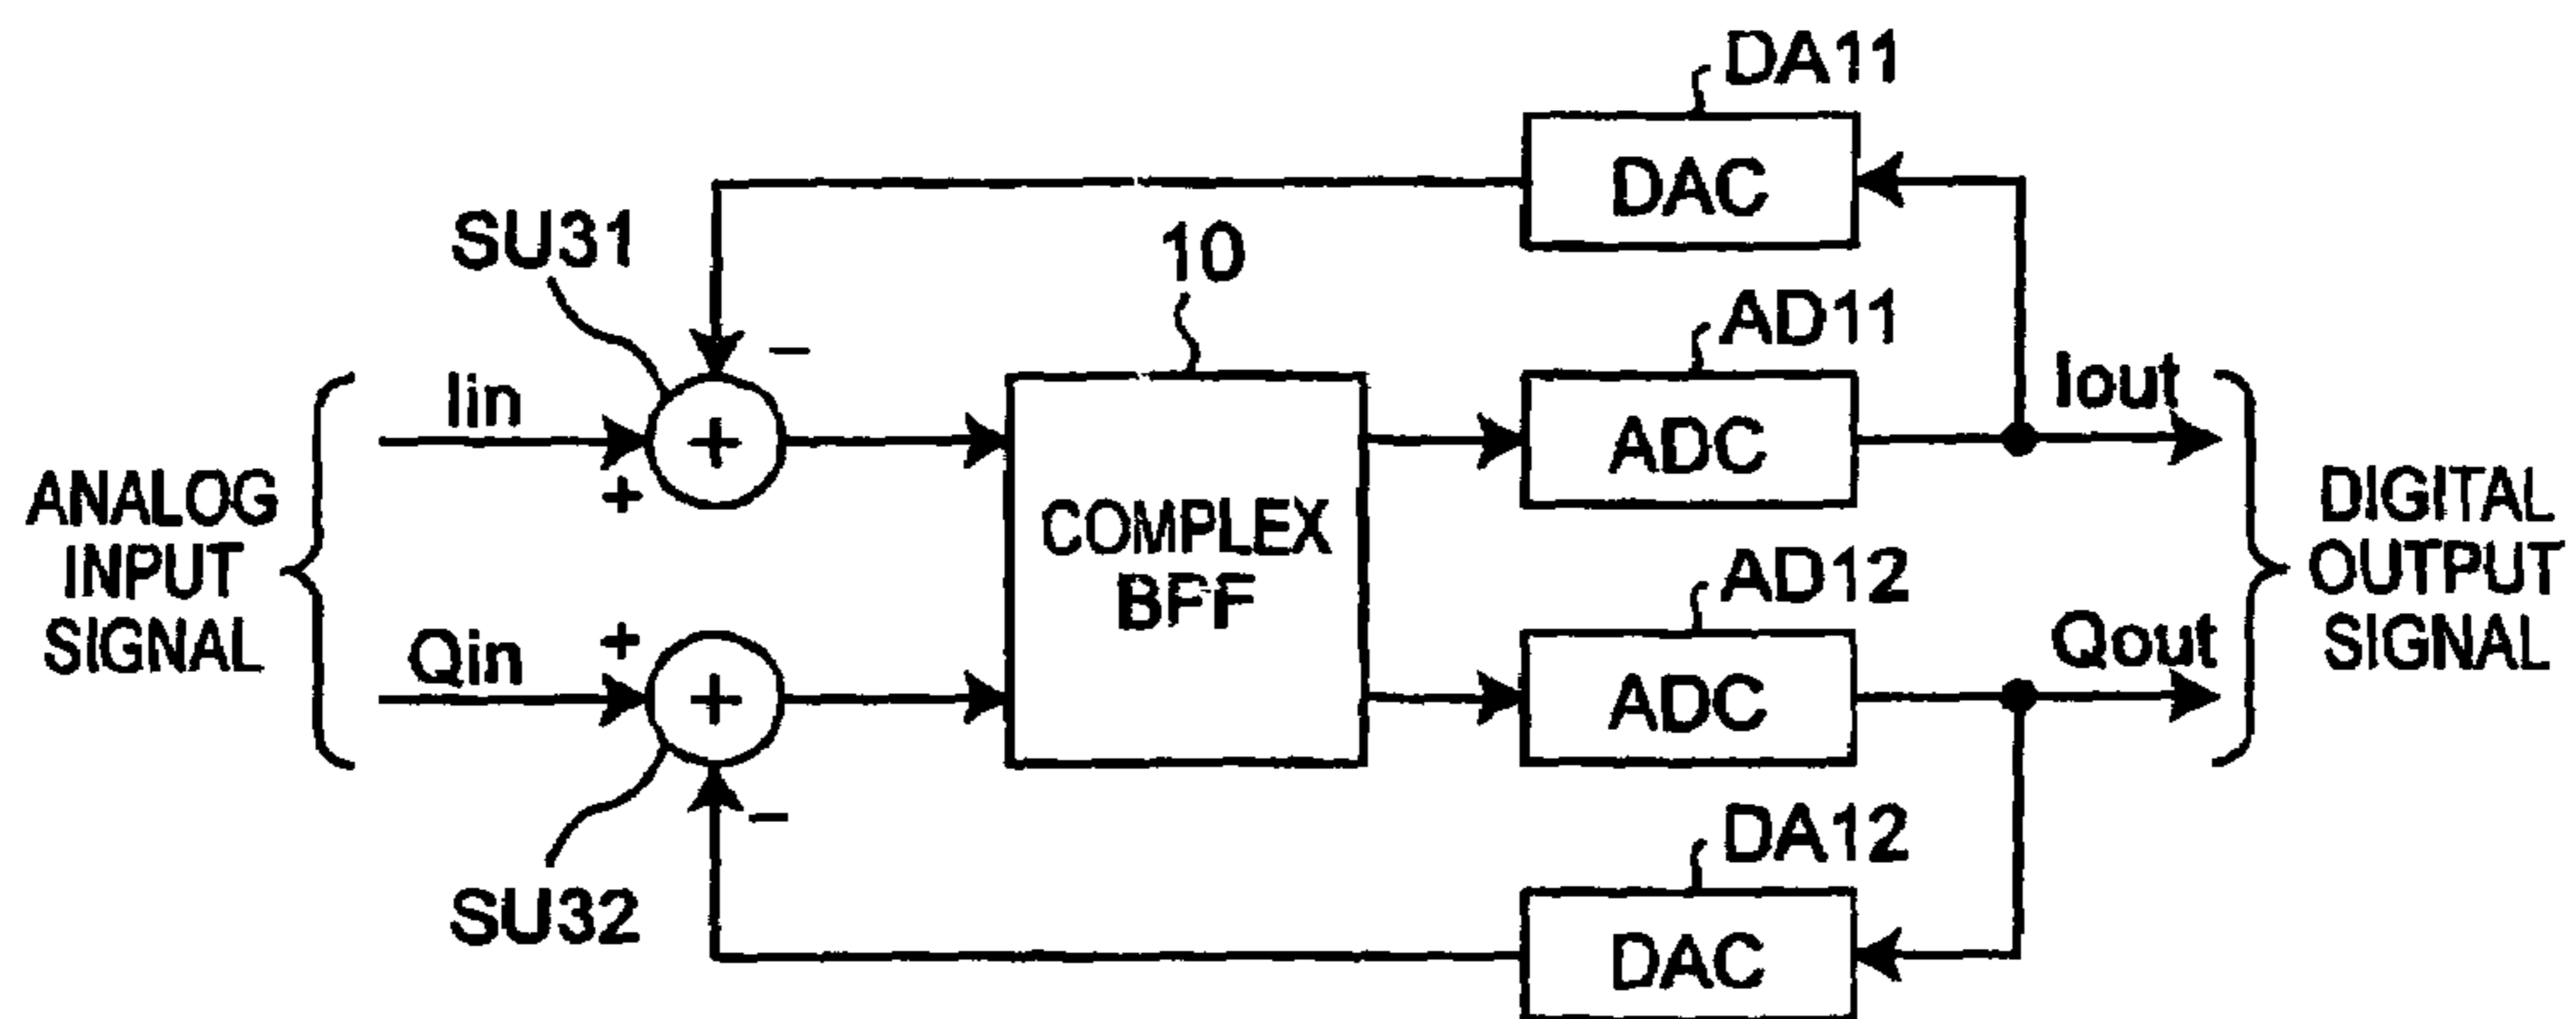 DA11
DAC
SU31
10
AD11
−
Iin
+
+
ADC
Iout
ANALOG
INPUT
SIGNAL
COMPLEX
BPF
DIGITAL
OUTPUT
SIGNAL
AD12
+
Qin
+
ADC
Qout
−
DA12
SU32
DAC